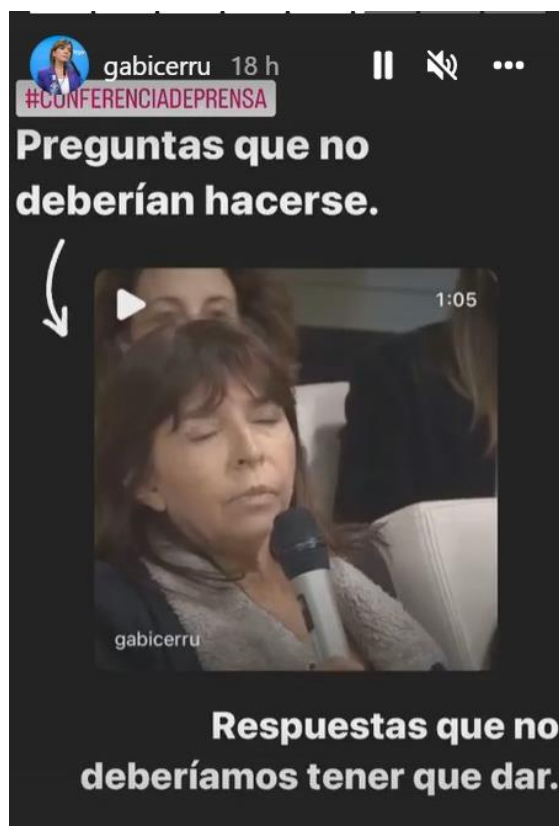 gabicerru 18 h
#CONFERENCIADEPRENSA
Preguntas que no
deberían hacerse.
1:05
gabicerru
Respuestas que no
deberíamos tener que dar.